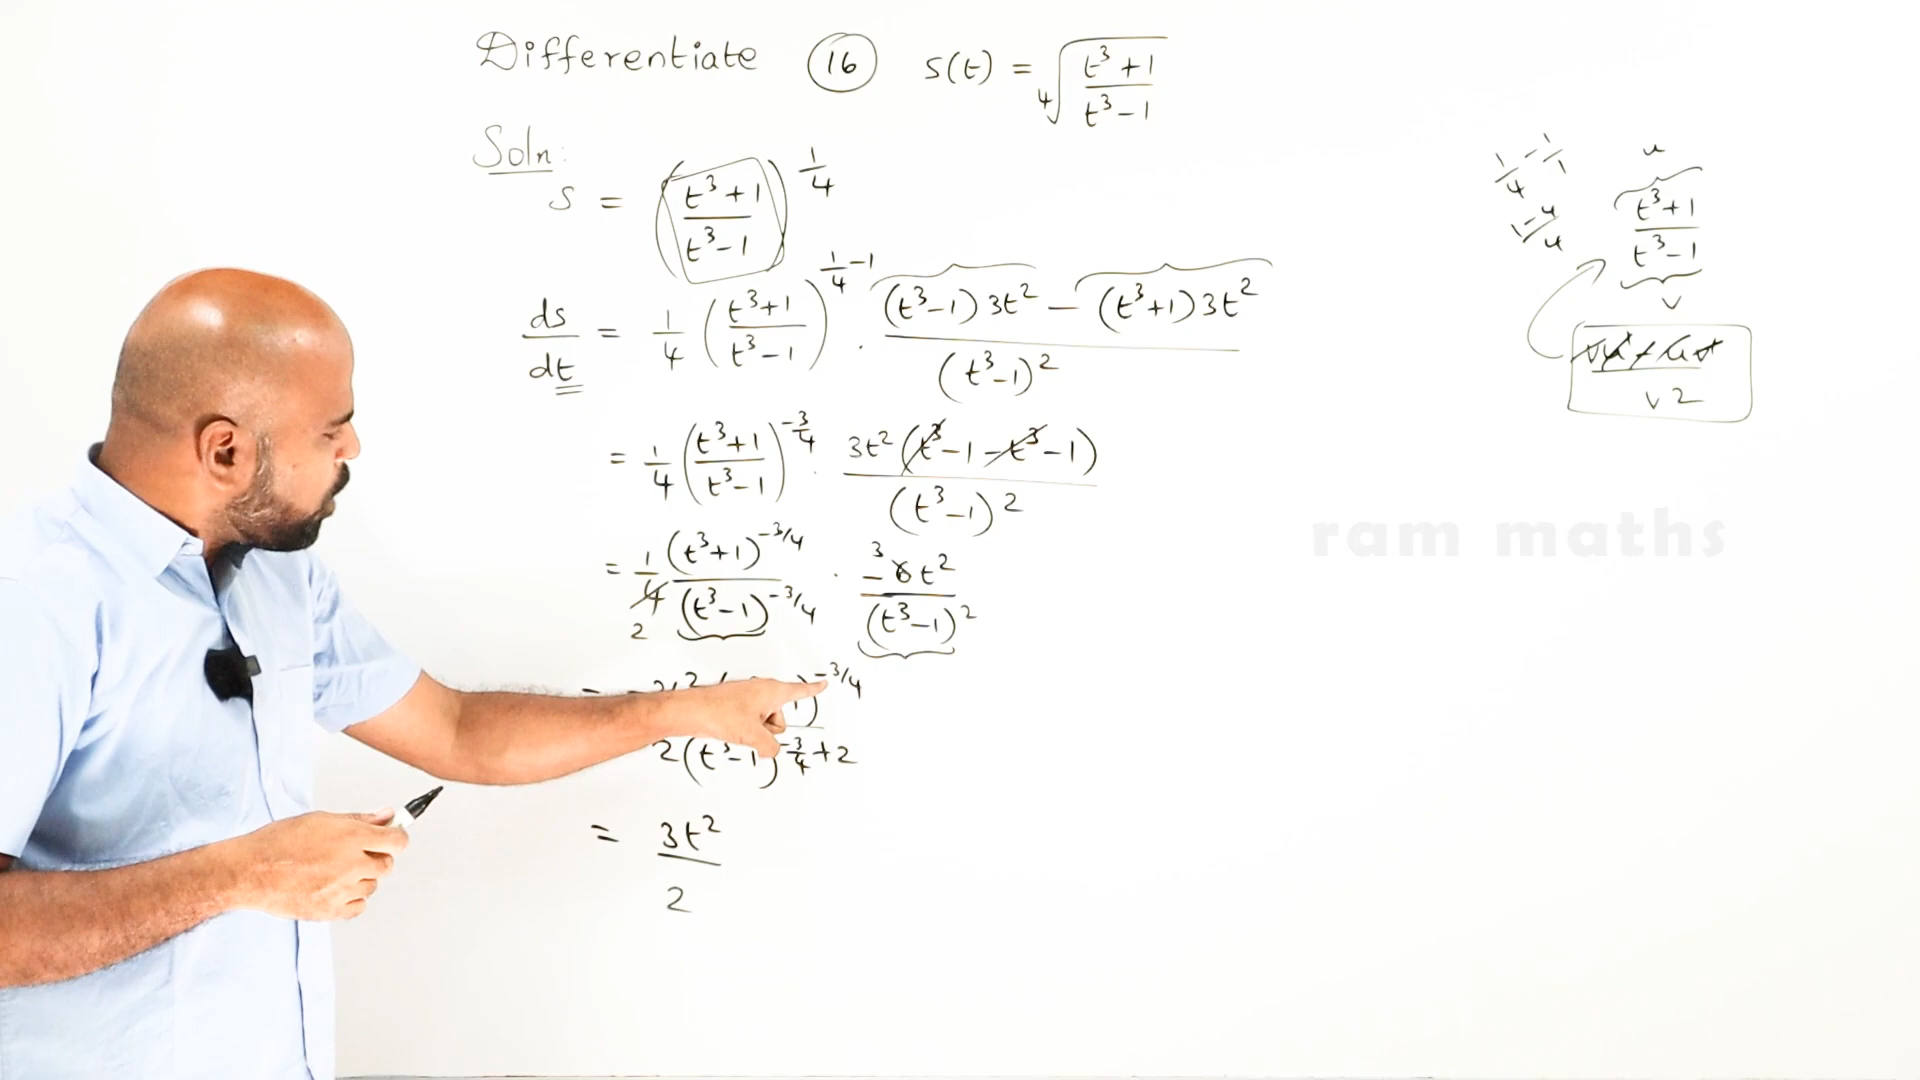 Differentiate (16) s(t) = ∜((t³+1)/(t³-1))
Soln:
s = ((t³+1)/(t³-1))^(1/4)
ds/dt = 1/4 ((t³+1)/(t³-1))^(1/4-1) · ((t³-1)3t² - (t³+1)3t²)/(t³-1)²
= 1/4 ((t³+1)/(t³-1))^(-3/4) · 3t²(t³-1-t³-1)/(t³-1)²
= 1/4 (t³+1)^(-3/4)/(t³-1)^(-3/4) · -6t²/(t³-1)²
2 3
-3/4
2(t³-1)^(-3/4+2)
= 3t²/2
1/4 - 1/1
1-4/4
u
(t³+1)/(t³-1)
v
v2
ram maths